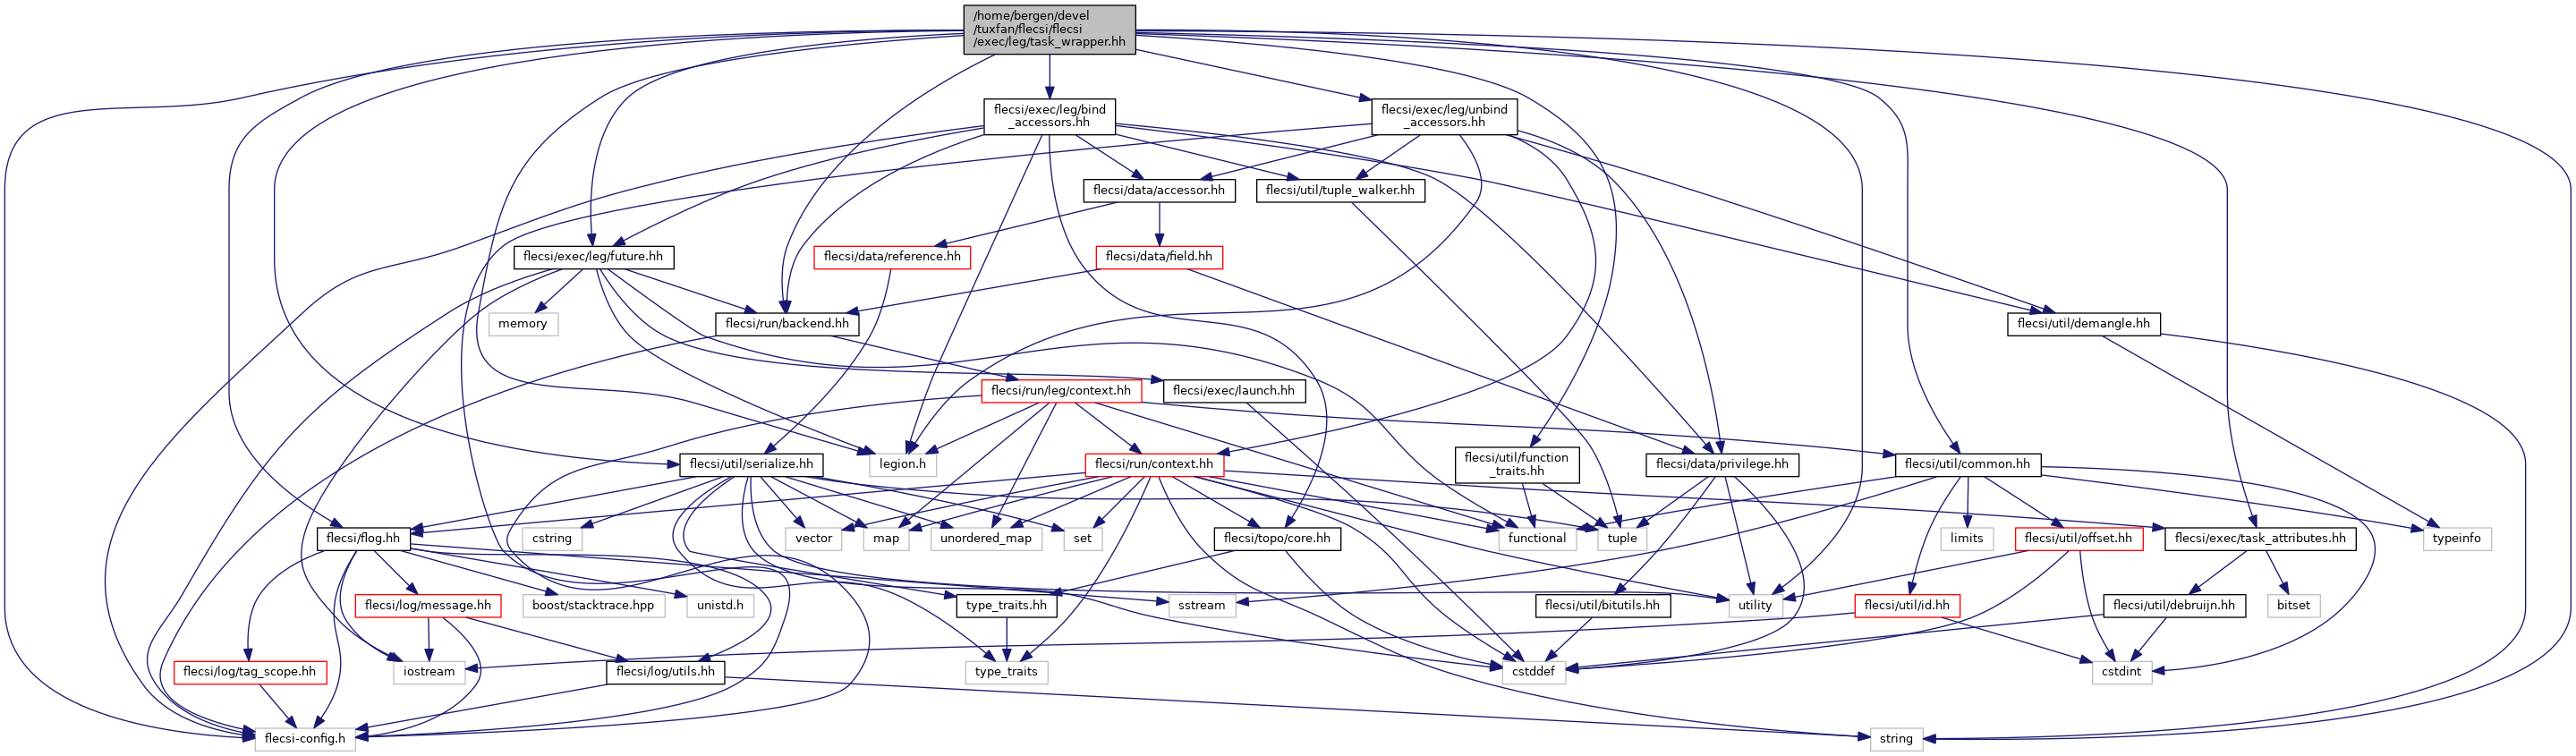 /home/bergen/devel
/tuxfan/flecsi/flecsi
/exec/leg/task_wrapper.hh
flecsi/exec/leg/bind
_accessors.hh
flecsi/exec/leg/unbind
_accessors.hh
flecsi/data/accessor.hh
flecsi/util/tuple_walker.hh
flecsi/exec/leg/future.hh
flecsi/data/reference.hh
flecsi/data/field.hh
memory
flecsi/run/backend.hh
flecsi/util/demangle.hh
flecsi/run/leg/context.hh
flecsi/exec/launch.hh
flecsi/util/serialize.hh
legion.h
flecsi/run/context.hh
flecsi/util/function
_traits.hh
flecsi/data/privilege.hh
flecsi/util/common.hh
flecsi/flog.hh
cstring
vector
map
unordered_map
set
flecsi/topo/core.hh
functional
tuple
limits
flecsi/util/offset.hh
flecsi/exec/task_attributes.hh
typeinfo
flecsi/log/message.hh
boost/stacktrace.hpp
unistd.h
type_traits.hh
sstream
flecsi/util/bitutils.hh
utility
flecsi/util/id.hh
flecsi/util/debruijn.hh
bitset
flecsi/log/tag_scope.hh
iostream
flecsi/log/utils.hh
type_traits
cstddef
cstdint
flecsi-config.h
string